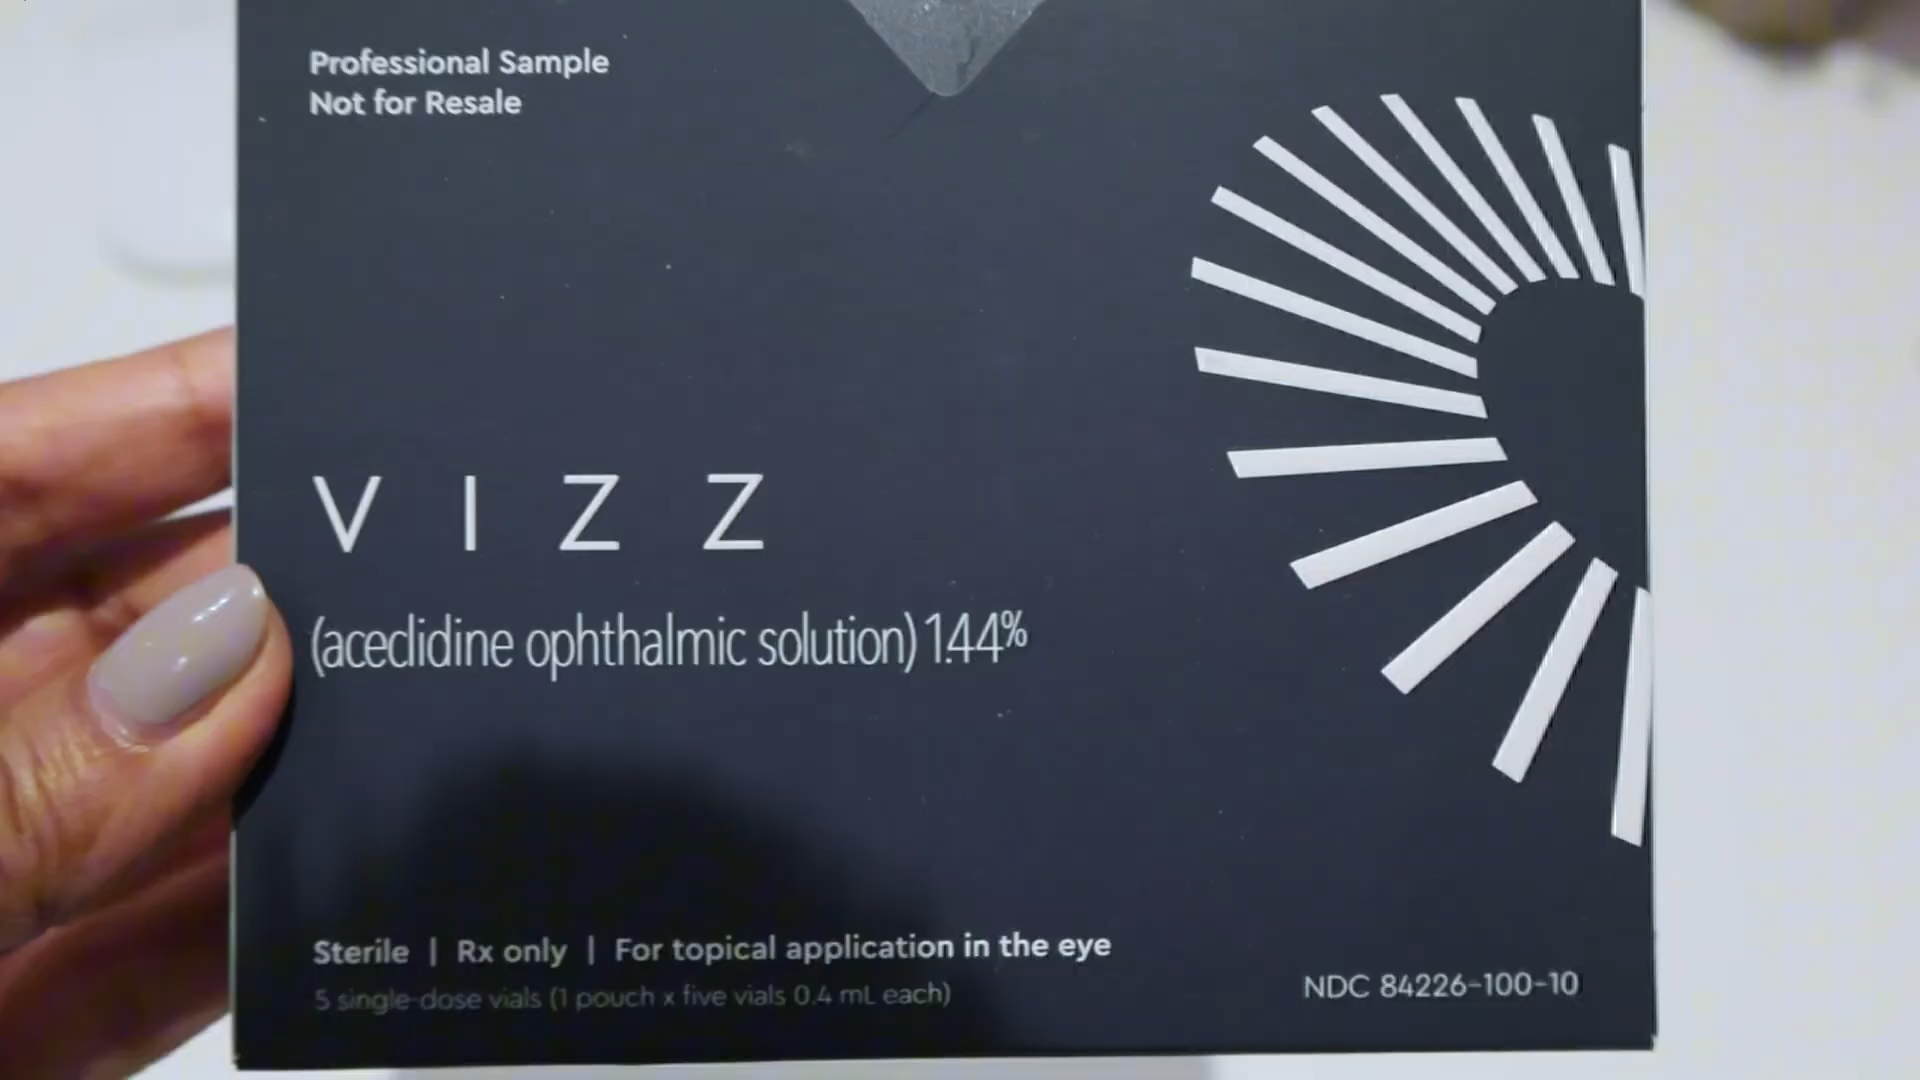 Professional Sample
Not for Resale
VIZZ
(aceclidine ophthalmic solution) 1.44%
Sterile | Rx only | For topical application in the eye
5 single-dose vials (1 pouch x five vials 0.4 mL each)
NDC 84226-100-10